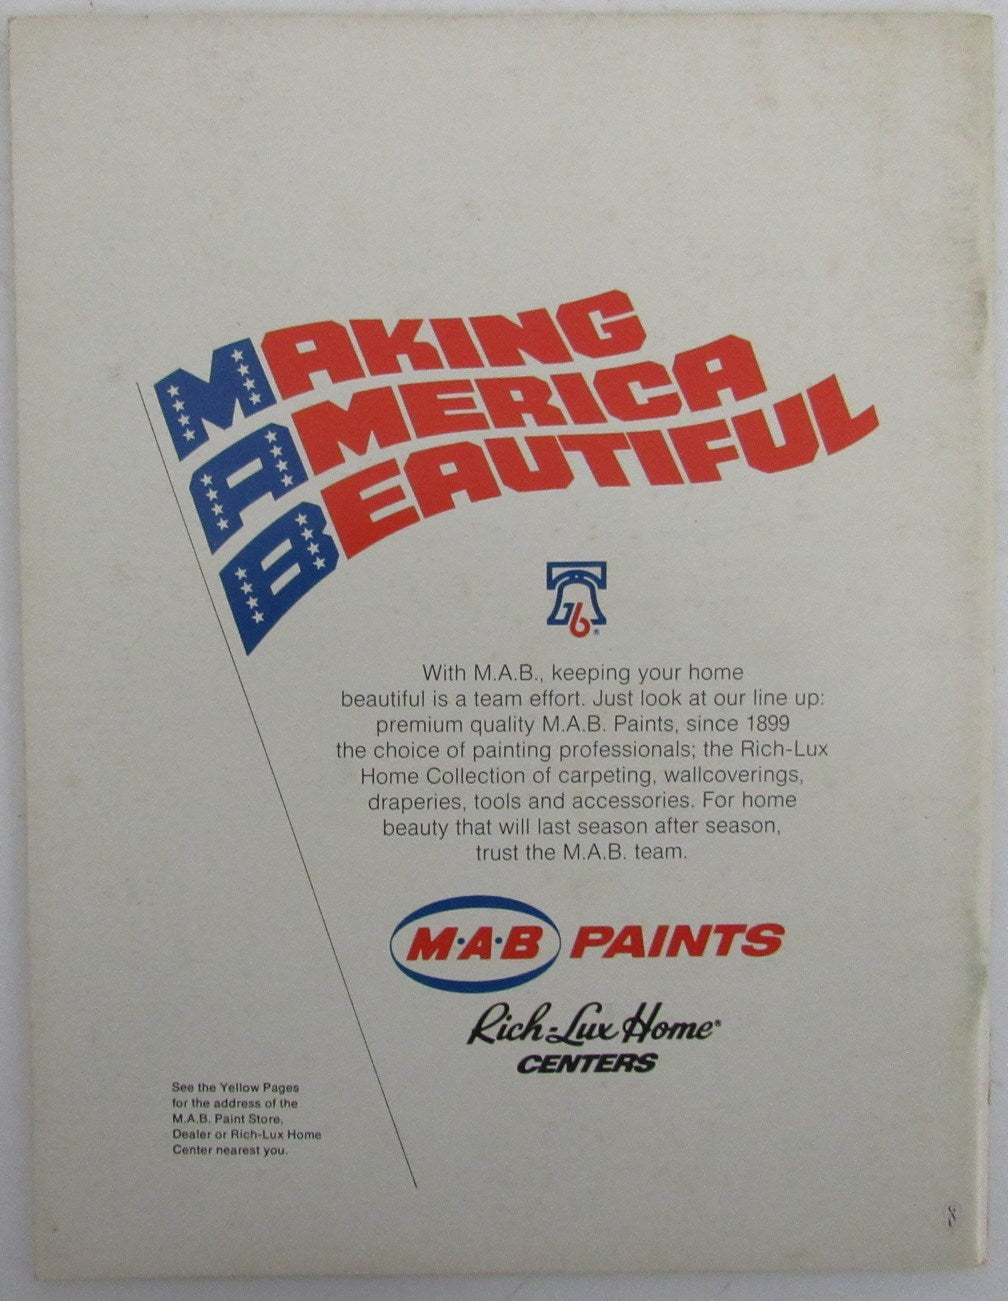 MAKING
AMERICA
BEAUTIFUL
76®
With M.A.B., keeping your home
beautiful is a team effort. Just look at our line up:
premium quality M.A.B. Paints, since 1899
the choice of painting professionals; the Rich-Lux
Home Collection of carpeting, wallcoverings,
draperies, tools and accessories. For home
beauty that will last season after season,
trust the M.A.B. team.
M·A·B PAINTS
Rich-Lux Home®
CENTERS
See the Yellow Pages
for the address of the
M.A.B. Paint Store,
Dealer or Rich-Lux Home
Center nearest you.